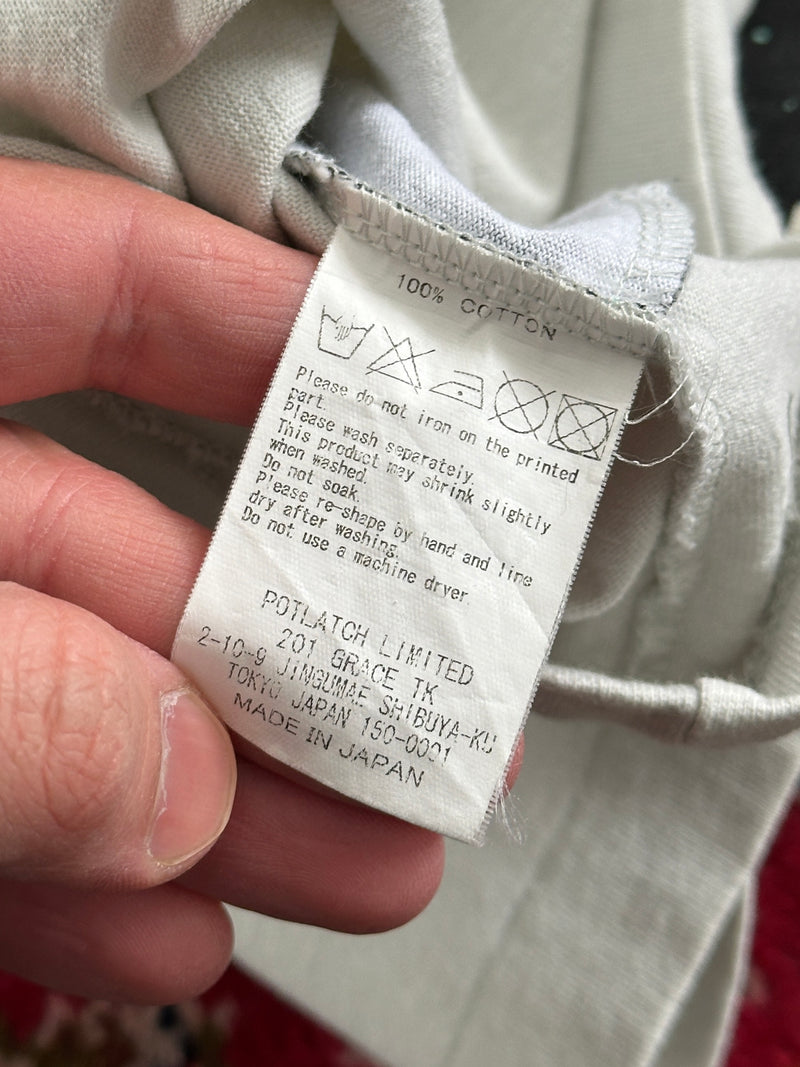 100% COTTON
Please do not iron on the printed
part.
Please wash separately.
This product may shrink slightly
when washed.
Do not soak.
Please re-shape by hand and line
dry after washing.
Do not use a machine dryer.
POTLATCH LIMITED
201 GRACE TK
2-10-9 JINGUMAE SHIBUYA-KU
TOKYO JAPAN 150-0001
MADE IN JAPAN